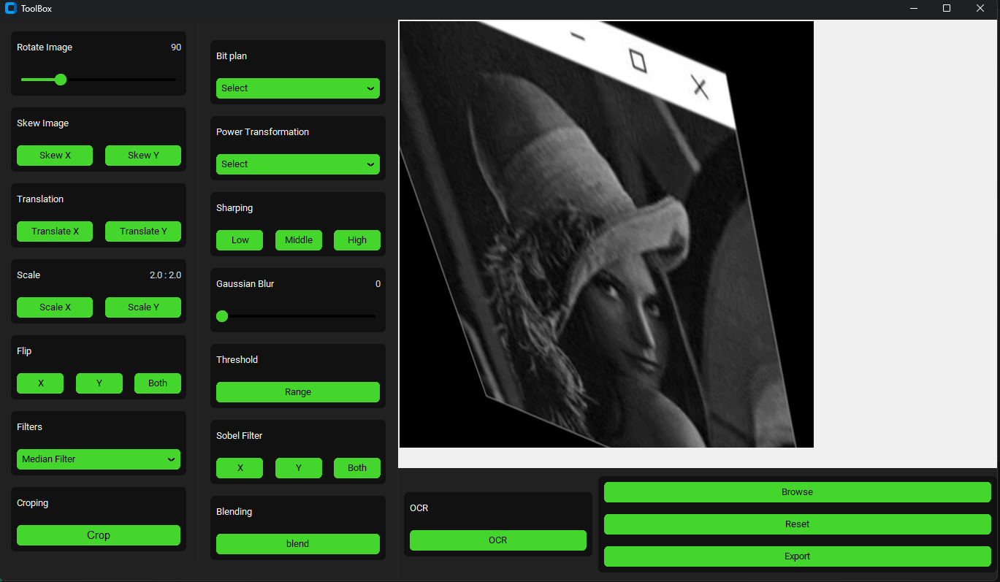 ToolBox
Rotate Image 90
Skew Image
Skew X Skew Y
Translation
Translate X Translate Y
Scale 2.0 : 2.0
Scale X Scale Y
Flip
X Y Both
Filters
Median Filter
Croping
Crop
Bit plan
Select
Power Transformation
Select
Sharping
Low Middle High
Gaussian Blur 0
Threshold
Range
Sobel Filter
X Y Both
Blending
blend
OCR
OCR
Browse
Reset
Export